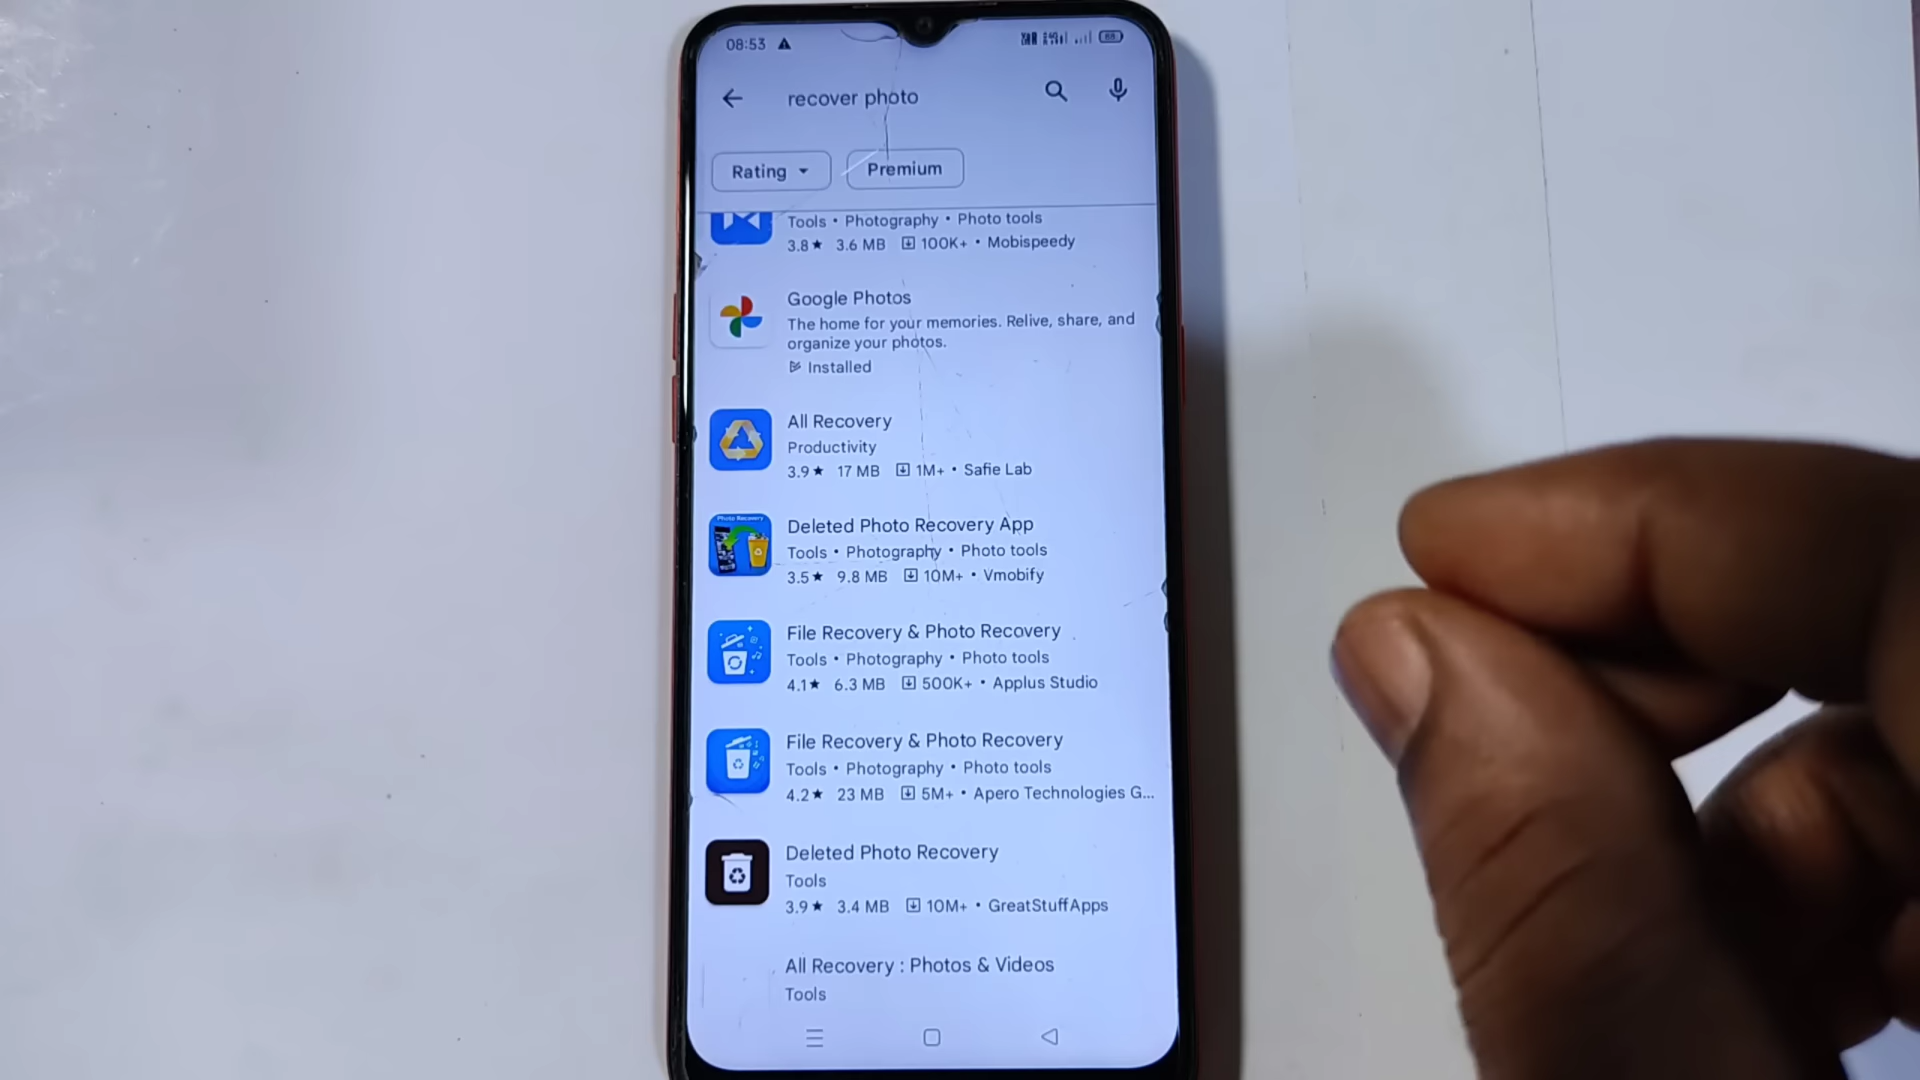 08:53
recover photo
Rating
Premium
Tools • Photography • Photo tools
3.8★ 3.6 MB 100K+ • Mobispeedy
Google Photos
The home for your memories. Relive, share, and
organize your photos.
Installed
All Recovery
Productivity
3.9★ 17 MB 1M+ • Safie Lab
Photo Recovery
Deleted Photo Recovery App
Tools • Photography • Photo tools
3.5★ 9.8 MB 10M+ • Vmobify
File Recovery & Photo Recovery
Tools • Photography • Photo tools
4.1★ 6.3 MB 500K+ • Applus Studio
File Recovery & Photo Recovery
Tools • Photography • Photo tools
4.2★ 23 MB 5M+ • Apero Technologies G...
Deleted Photo Recovery
Tools
3.9★ 3.4 MB 10M+ • GreatStuffApps
All Recovery : Photos & Videos
Tools